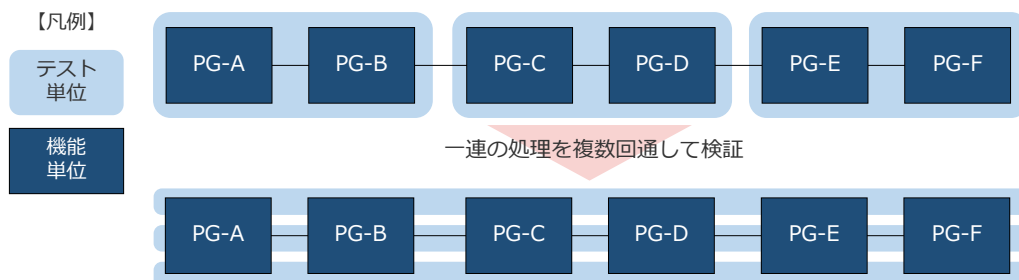 【凡例】
テスト
単位
機能
単位
PG-A PG-B PG-C PG-D PG-E PG-F
一連の処理を複数回通して検証
PG-A PG-B PG-C PG-D PG-E PG-F